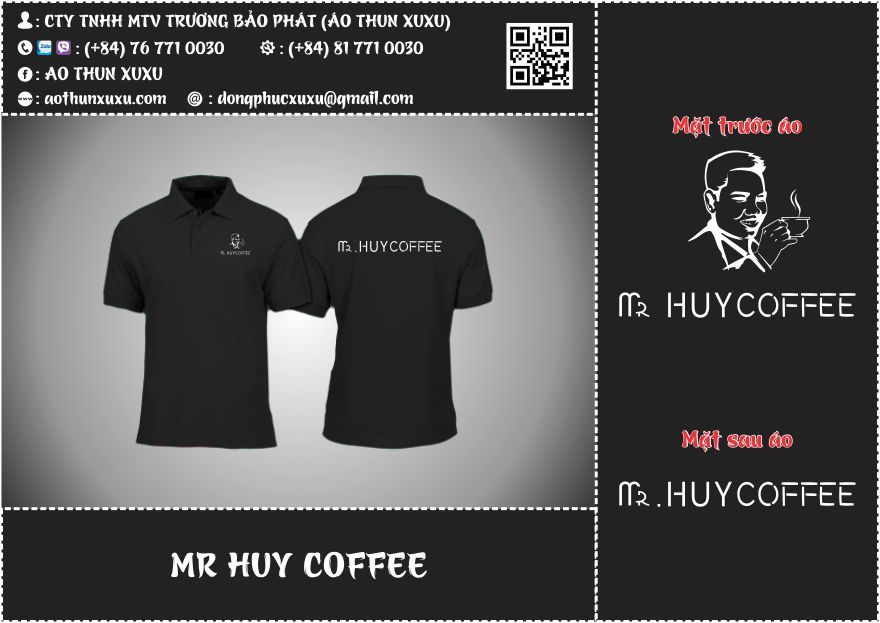 : CTY TNHH MTV TRƯƠNG BẢO PHÁT (ÁO THUN XUXU)
Zalo : (+84) 76 771 0030 : (+84) 81 771 0030
: AO THUN XUXU
www : aothunxuxu.com @ : dongphucxuxu@gmail.com
MR HUYCOFFEE
MR.HUYCOFFEE
MR HUY COFFEE
Mặt trước áo
MR HUYCOFFEE
Mặt sau áo
MR.HUYCOFFEE